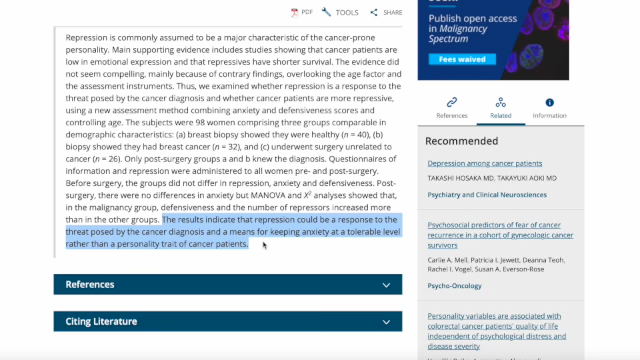 PDF
TOOLS
SHARE
Repression is commonly assumed to be a major characteristic of the cancer-prone
personality. Main supporting evidence includes studies showing that cancer patients are
low in emotional expression and that repressives have shorter survival. The evidence did
not seem compelling, mainly because of contrary findings, overlooking the age factor and
the assessment instruments. Thus, we examined whether repression is a response to the
threat posed by the cancer diagnosis and whether cancer patients are more repressive,
using a new assessment method combining anxiety and defensiveness scores and
controlling age. The subjects were 98 women comprising three groups comparable in
demographic characteristics: (a) breast biopsy showed they were healthy (n = 40), (b)
biopsy showed they had breast cancer (n = 32), and (c) underwent surgery unrelated to
cancer (n = 26). Only post-surgery groups a and b knew the diagnosis. Questionnaires of
information and repression were administered to all women pre- and post-surgery.
Before surgery, the groups did not differ in repression, anxiety and defensiveness. Post-
surgery, there were no differences in anxiety but MANOVA and X² analyses showed that,
in the malignancy group, defensiveness and the number of repressors increased more
than in the other groups. The results indicate that repression could be a response to the
threat posed by the cancer diagnosis and a means for keeping anxiety at a tolerable level
rather than a personality trait of cancer patients.
References
Citing Literature
Publish open access
in Malignancy
Spectrum
Fees waived
References
Related
Information
Recommended
Depression among cancer patients
TAKASHI HOSAKA MD, TAKAYUKI AOKI MD
Psychiatry and Clinical Neurosciences
Psychosocial predictors of fear of cancer
recurrence in a cohort of gynecologic cancer
survivors
Carlie A. Mell, Patricia I. Jewett, Deanna Teoh,
Rachel I. Vogel, Susan A. Everson-Rose
Psycho-Oncology
Personality variables are associated with
colorectal cancer patients' quality of life
independent of psychological distress and
disease severity